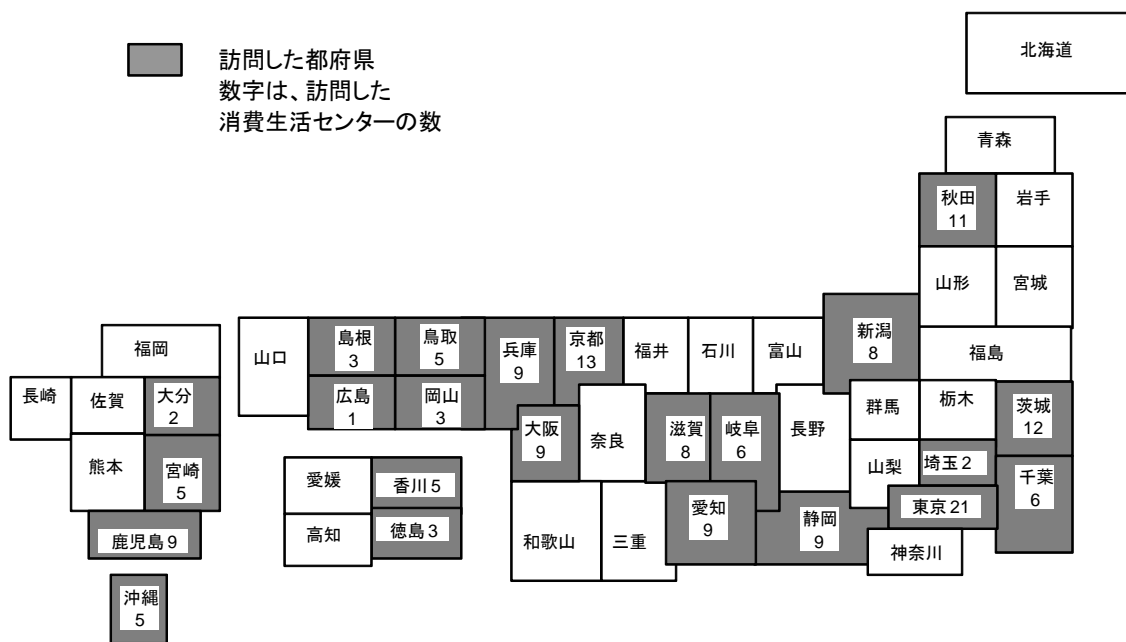 訪問した都府県
数字は、訪問した
消費生活センターの数
北海道
青森
秋田
11
岩手
山形
宮城
新潟
8
福島
島根
3
鳥取
5
兵庫
9
京都
13
福井
石川
富山
山口
福岡
広島
1
岡山
3
長崎
佐賀
大分
2
大阪
9
奈良
滋賀
8
岐阜
6
長野
群馬
栃木
茨城
12
熊本
宮崎
5
愛媛
香川5
山梨
埼玉2
千葉
6
鹿児島9
高知
徳島3
和歌山
三重
愛知
9
静岡
9
東京21
神奈川
沖縄
5